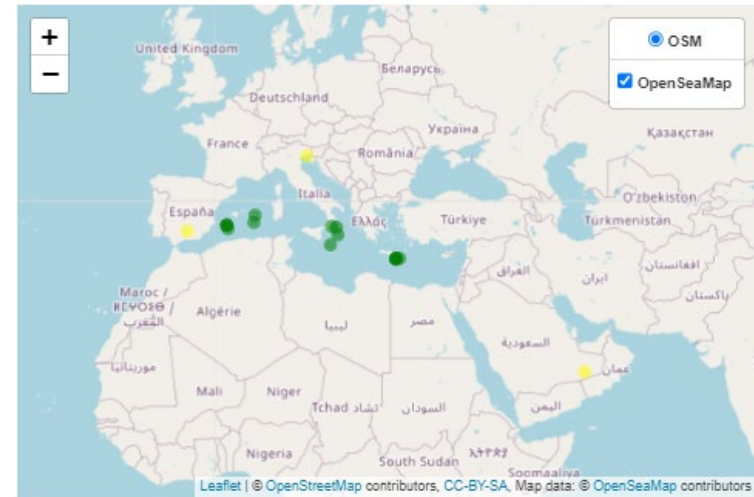 +
−
OSM
OpenSeaMap
United Kingdom
Беларусь
Deutschland
Україна
Қазақстан
France
România
O'zbekiston
Italia
España
Ελλάς
Türkiye
Türkmenistan
العراق
ایران
افغانستان
پاکستان
Maroc /
ⵍⵎⵖⵔⵉⴱ /
المغرب
Algérie
ليبيا
مصر
السعودية
عمان
موريتانيا
Mali
Niger
Tchad تشاد
السودان
اليمن
Nigeria
South Sudan
Soomaaliya
Leaflet | © OpenStreetMap contributors, CC-BY-SA, Map data: © OpenSeaMap contributors